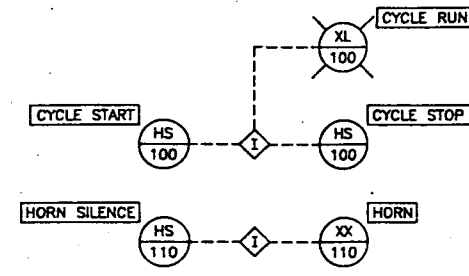 CYCLE RUN
XL
100
CYCLE START
CYCLE STOP
HS
100
I
HS
100
HORN SILENCE
HORN
HS
110
I
XX
110